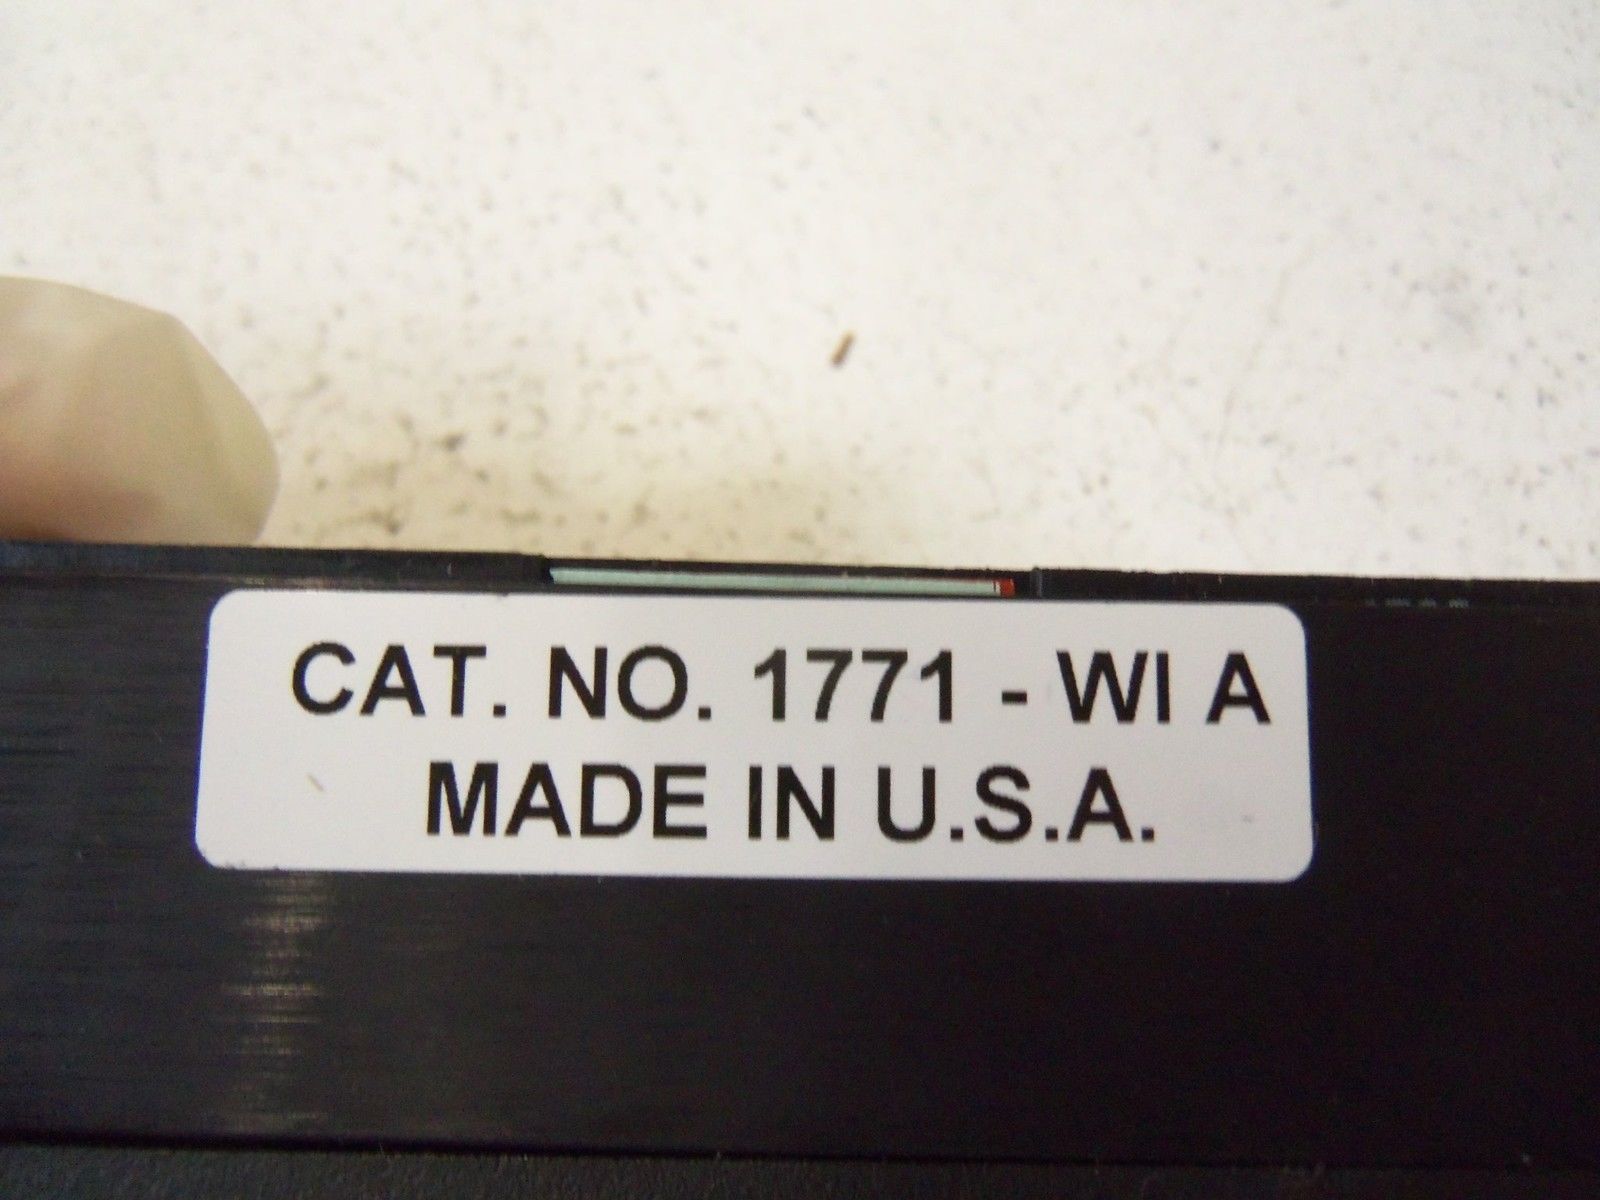 CAT. NO. 1771 - WI A
MADE IN U.S.A.